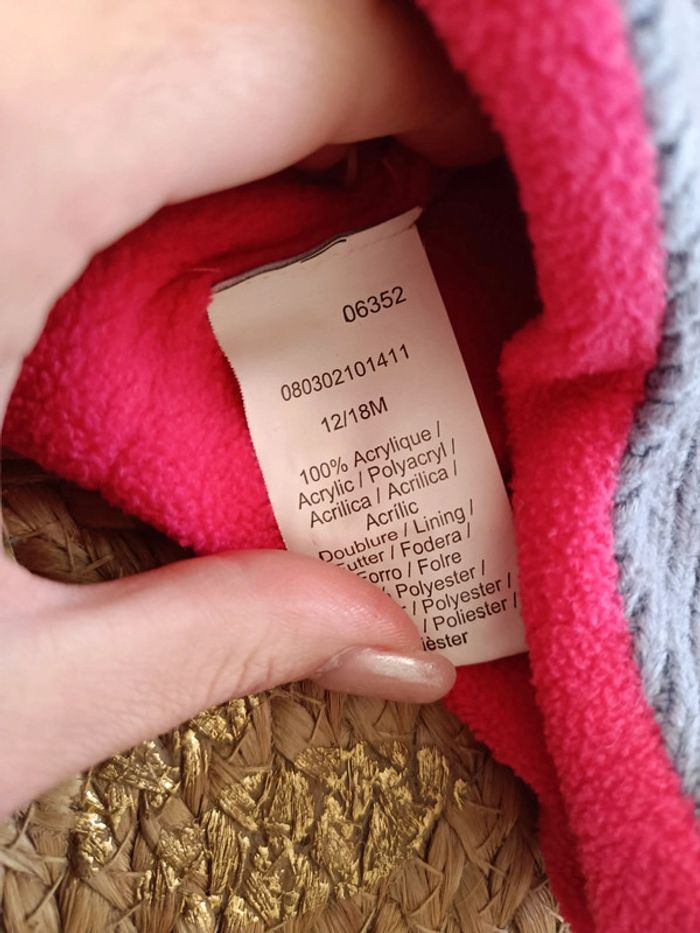 06352
080302101411
12/18M
100% Acrylique /
Acrylic / Polyacryl /
Acrilica / Acrilica /
Acrílic
Doublure / Lining /
Futter / Fodera /
Forro / Folre
Polyester /
/ Polyester /
/ Poliester /